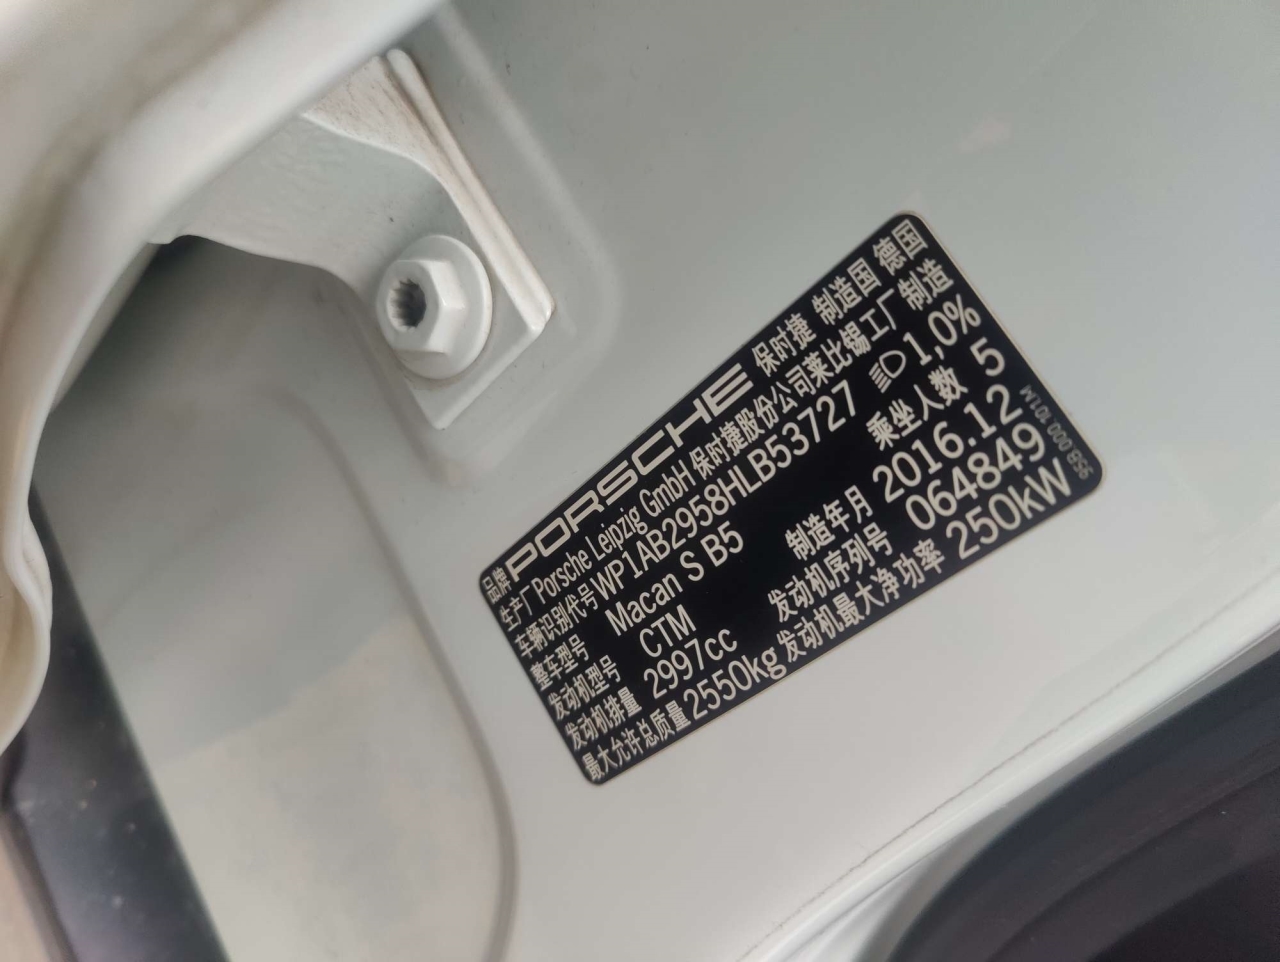 品牌 PORSCHE 保时捷 制造国 德国
生产厂 Porsche Leipzig GmbH 保时捷股份公司莱比锡工厂 制造
车辆识别代号 WP1AB2958HLB53727 1,0%
整车型号 Macan S B5 乘坐人数 5
发动机型号 CTM 制造年月 2016.12
发动机排量 2997cc 发动机序列号 064849
最大允许总质量 2550kg 发动机最大净功率 250kW
95B.000.101.M